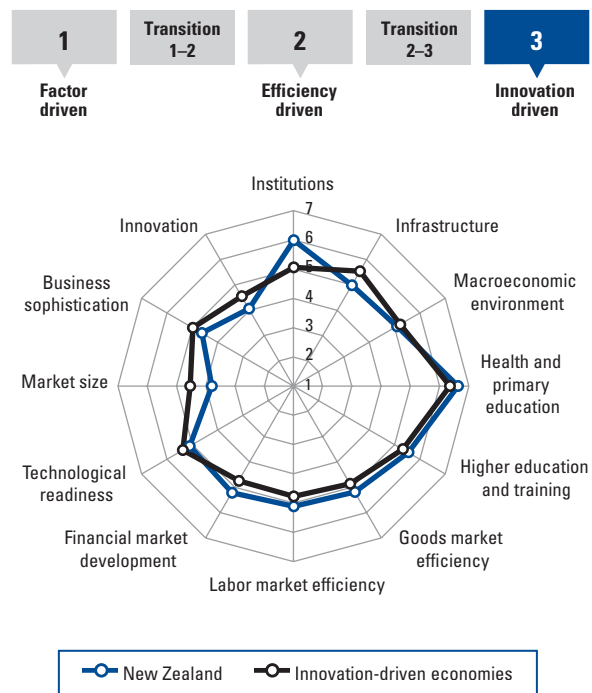 1
Transition
1–2
2
Transition
2–3
3
Factor
driven
Efficiency
driven
Innovation
driven
Institutions
Infrastructure
Macroeconomic
environment
Health and
primary
education
Higher education
and training
Goods market
efficiency
Labor market efficiency
Financial market
development
Technological
readiness
Market size
Business
sophistication
Innovation
7
6
5
4
3
2
1
New Zealand
Innovation-driven economies